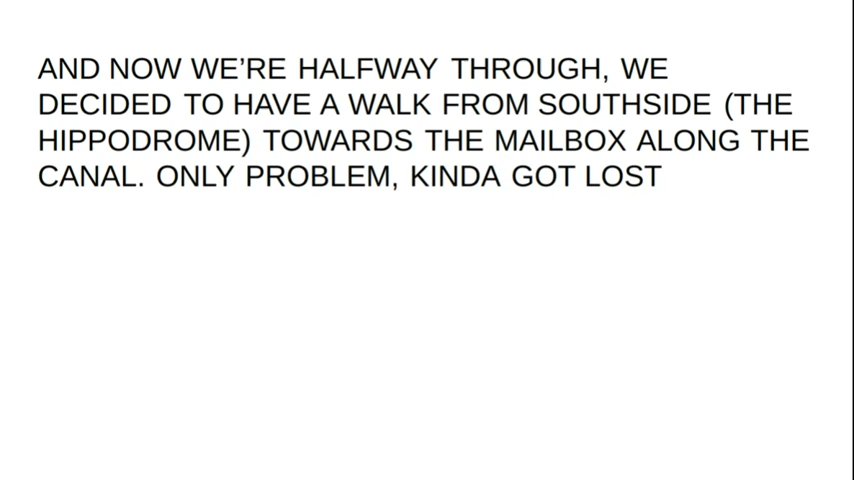 AND NOW WE’RE HALFWAY THROUGH, WE
DECIDED TO HAVE A WALK FROM SOUTHSIDE (THE
HIPPODROME) TOWARDS THE MAILBOX ALONG THE
CANAL. ONLY PROBLEM, KINDA GOT LOST